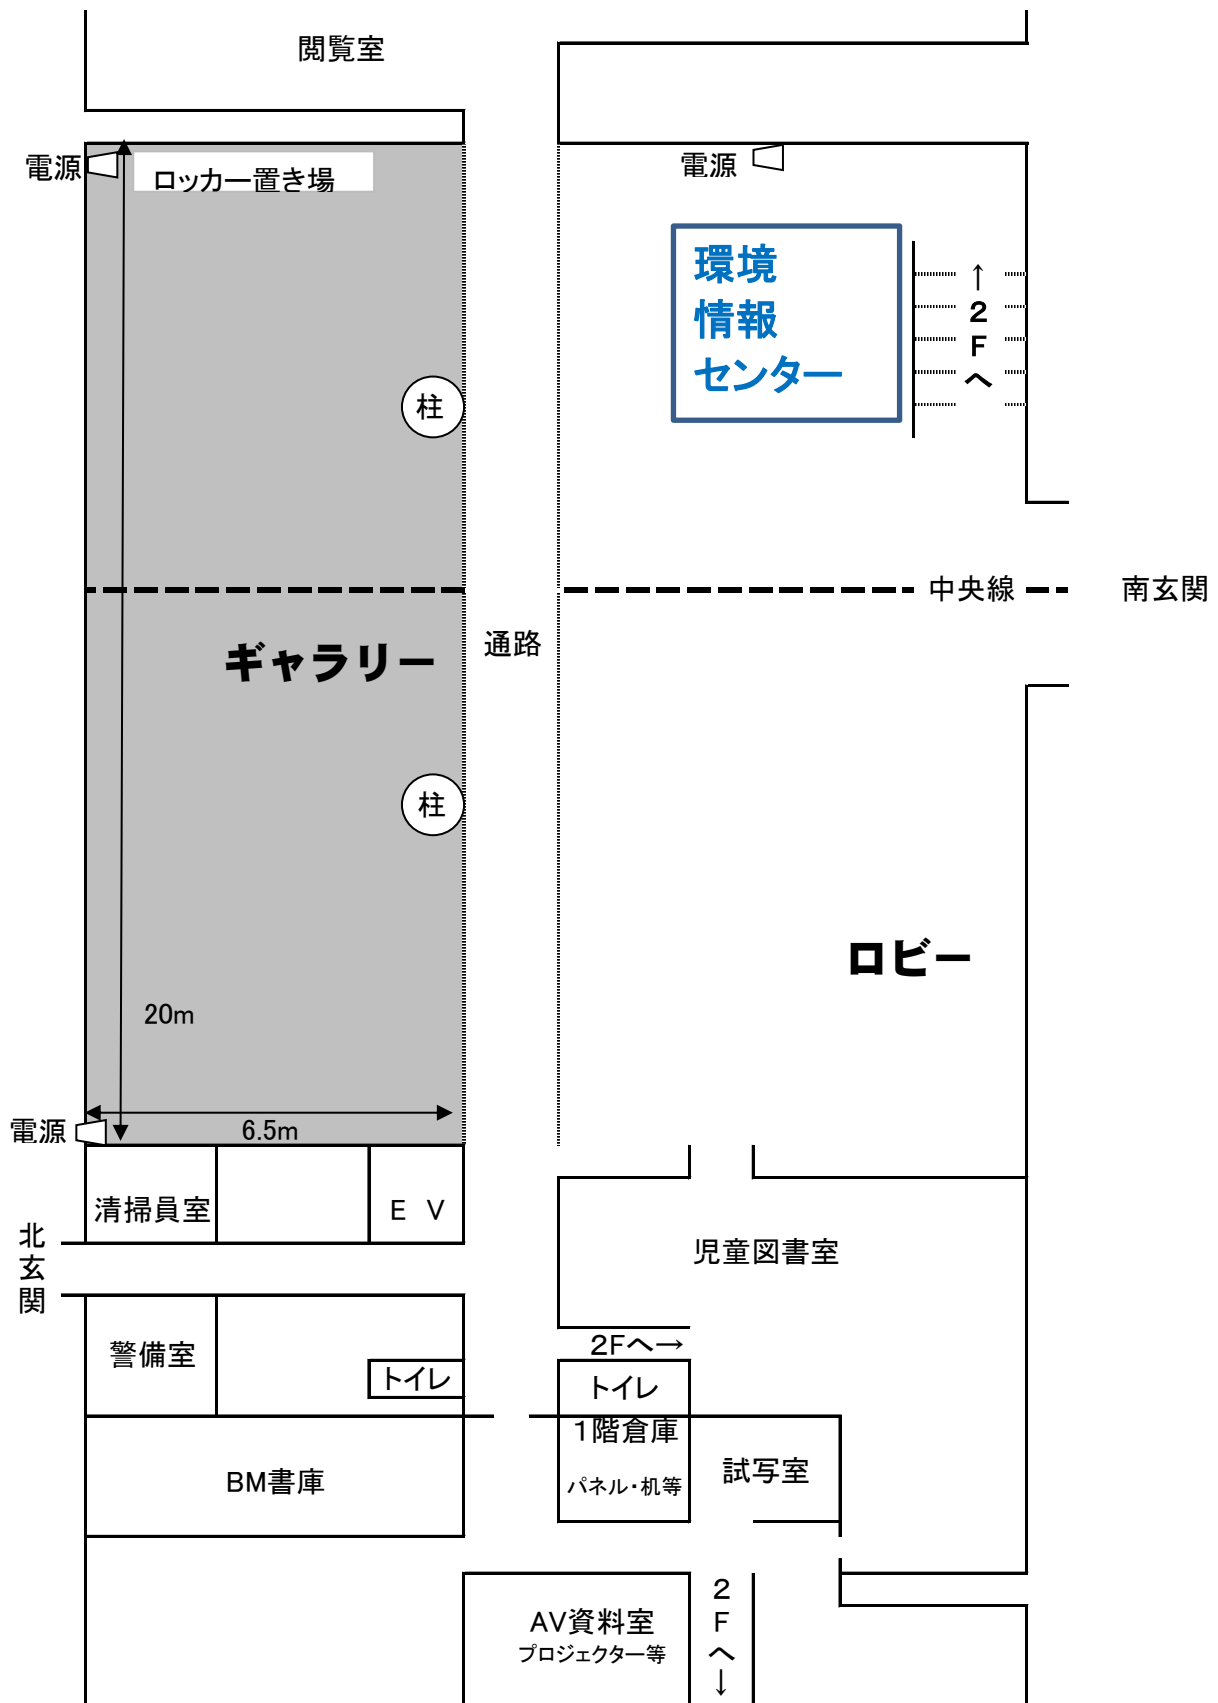 閲覧室
電源
ロッカー置き場
電源
環境
情報
センター
↑2Fへ
柱
中央線
南玄関
通路
ギャラリー
柱
ロビー
20m
電源
6.5m
清掃員室
EV
北玄関
児童図書室
2Fへ→
警備室
トイレ
トイレ
1階倉庫
パネル・机等
試写室
BM書庫
AV資料室
プロジェクター等
2Fへ↓